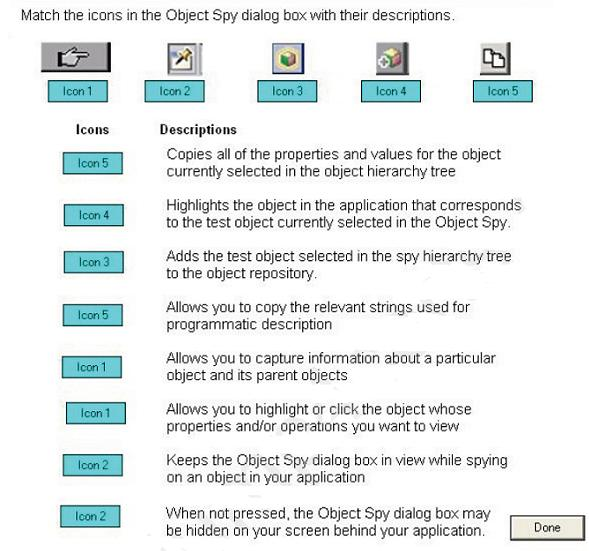 Match the icons in the Object Spy dialog box with their descriptions.
Icon 1 Icon 2 Icon 3 Icon 4 Icon 5
Icons Descriptions
Icon 5 Copies all of the properties and values for the object
currently selected in the object hierarchy tree
Icon 4 Highlights the object in the application that corresponds
to the test object currently selected in the Object Spy.
Icon 3 Adds the test object selected in the spy hierarchy tree
to the object repository.
Icon 5 Allows you to copy the relevant strings used for
programmatic description
Icon 1 Allows you to capture information about a particular
object and its parent objects
Icon 1 Allows you to highlight or click the object whose
properties and/or operations you want to view
Icon 2 Keeps the Object Spy dialog box in view while spying
on an object in your application
Icon 2 When not pressed, the Object Spy dialog box may
be hidden on your screen behind your application.
Done